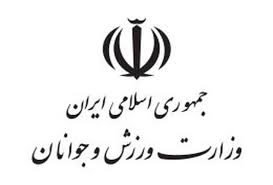 جمهوری اسلامی ایران
وزارت ورزش و جوانان